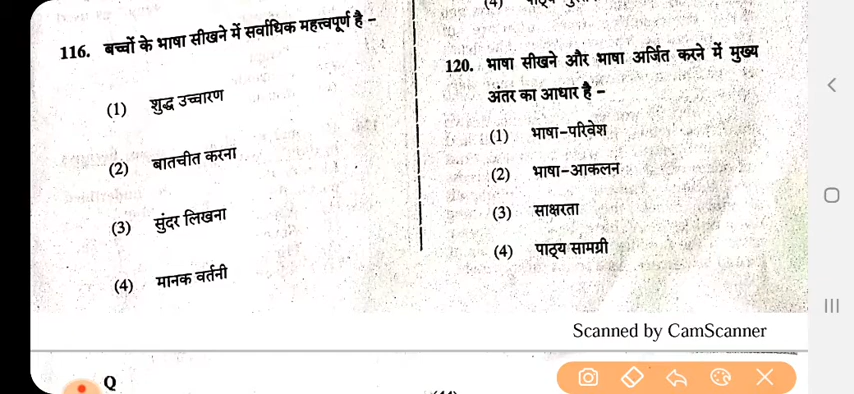 116. बच्चों के भाषा सीखने में सर्वाधिक महत्त्वपूर्ण है –
(1) शुद्ध उच्चारण
(2) बातचीत करना
(3) सुंदर लिखना
(4) मानक वर्तनी
(4)
120. भाषा सीखने और भाषा अर्जित करने में मुख्य
अंतर का आधार है –
(1) भाषा-परिवेश
(2) भाषा-आकलन
(3) साक्षरता
(4) पाठ्य सामग्री
Scanned by CamScanner
Q